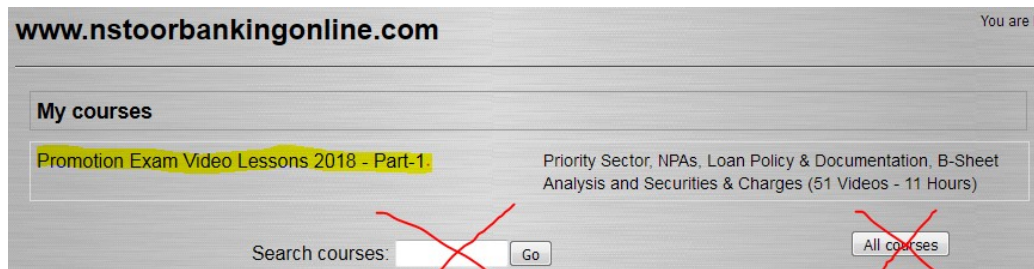 www.nstoorbankingonline.com
You are
My courses
Promotion Exam Video Lessons 2018 - Part-1.
Priority Sector, NPAs, Loan Policy & Documentation, B-Sheet
Analysis and Securities & Charges (51 Videos - 11 Hours)
Search courses:
Go
All courses